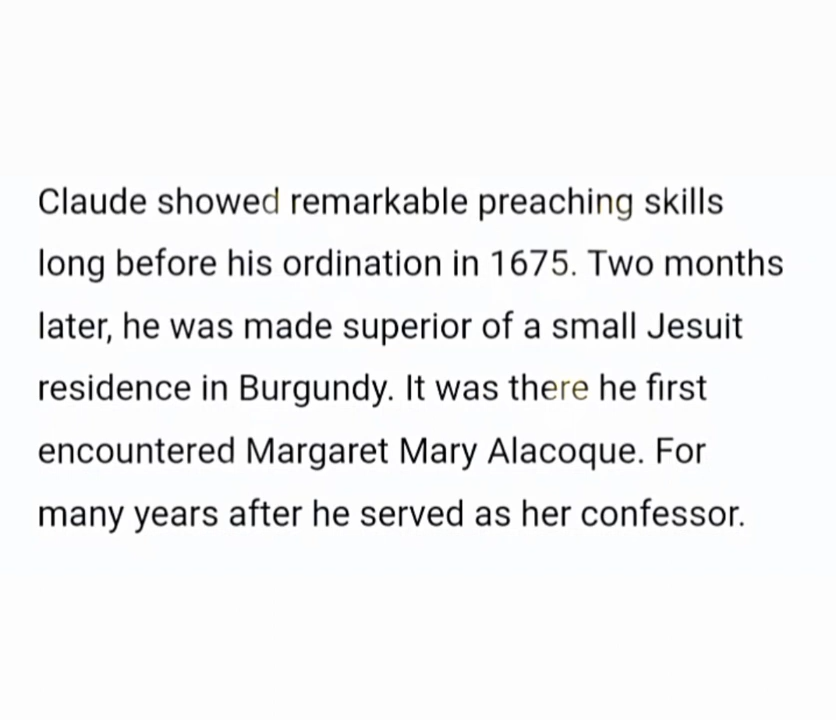 Claude showed remarkable preaching skills
long before his ordination in 1675. Two months
later, he was made superior of a small Jesuit
residence in Burgundy. It was there he first
encountered Margaret Mary Alacoque. For
many years after he served as her confessor.